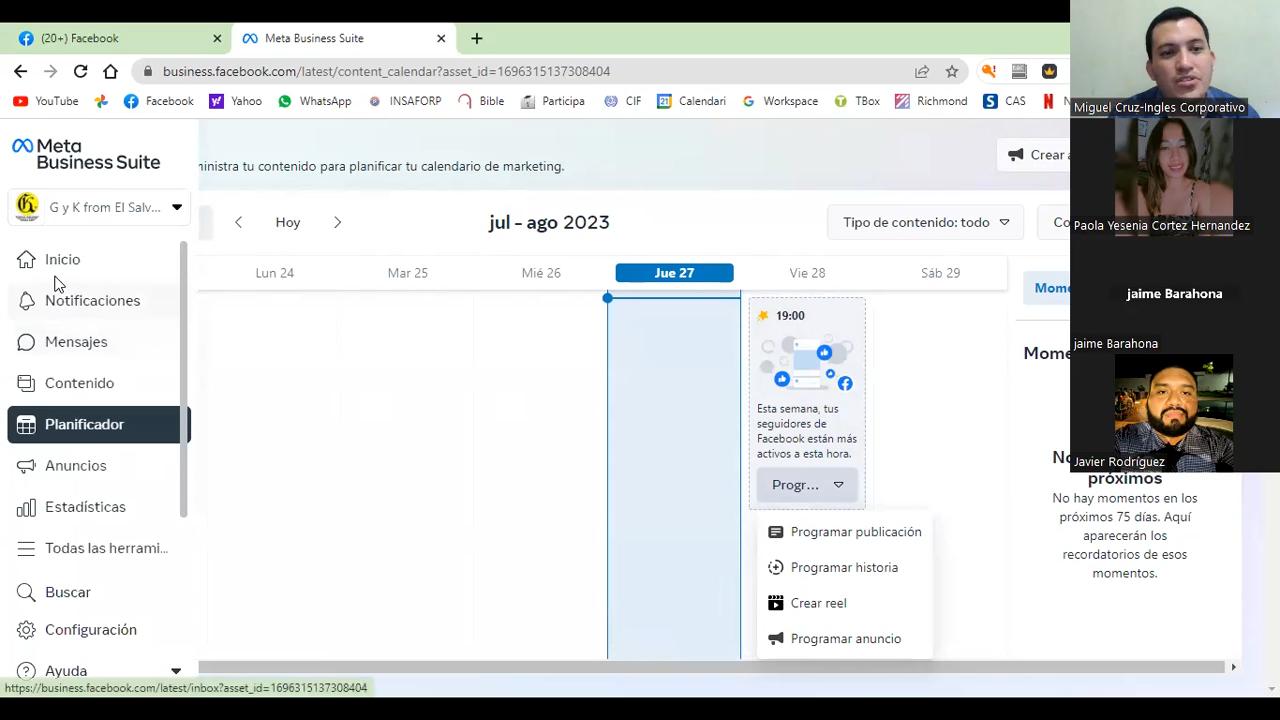 (20+) Facebook
Meta Business Suite
business.facebook.com/latest/content_calendar?asset_id=1696315137308404
YouTube
Facebook
Yahoo
WhatsApp
INSAFORP
Bible
Participa
CIF
Calendari
Workspace
TBox
Richmond
CAS
Miguel Cruz-Ingles Corporativo
Meta
Business Suite
G y K from El Salv...
Inicio
Notificaciones
Mensajes
Contenido
Planificador
Anuncios
Estadísticas
Todas las herrami...
Buscar
Configuración
Ayuda
ministra tu contenido para planificar tu calendario de marketing.
Crear a
Hoy
jul - ago 2023
Tipo de contenido: todo
Co
Lun 24
Mar 25
Mié 26
Jue 27
Vie 28
Sáb 29
19:00
Esta semana, tus
seguidores de
Facebook están más
activos a esta hora.
Progr...
Programar publicación
Programar historia
Crear reel
Programar anuncio
Mome
Mome
No
próximos
No hay momentos en los
próximos 75 días. Aquí
aparecerán los
recordatorios de esos
momentos.
Paola Yesenia Cortez Hernandez
jaime Barahona
jaime Barahona
Javier Rodríguez
https://business.facebook.com/latest/inbox?asset_id=1696315137308404